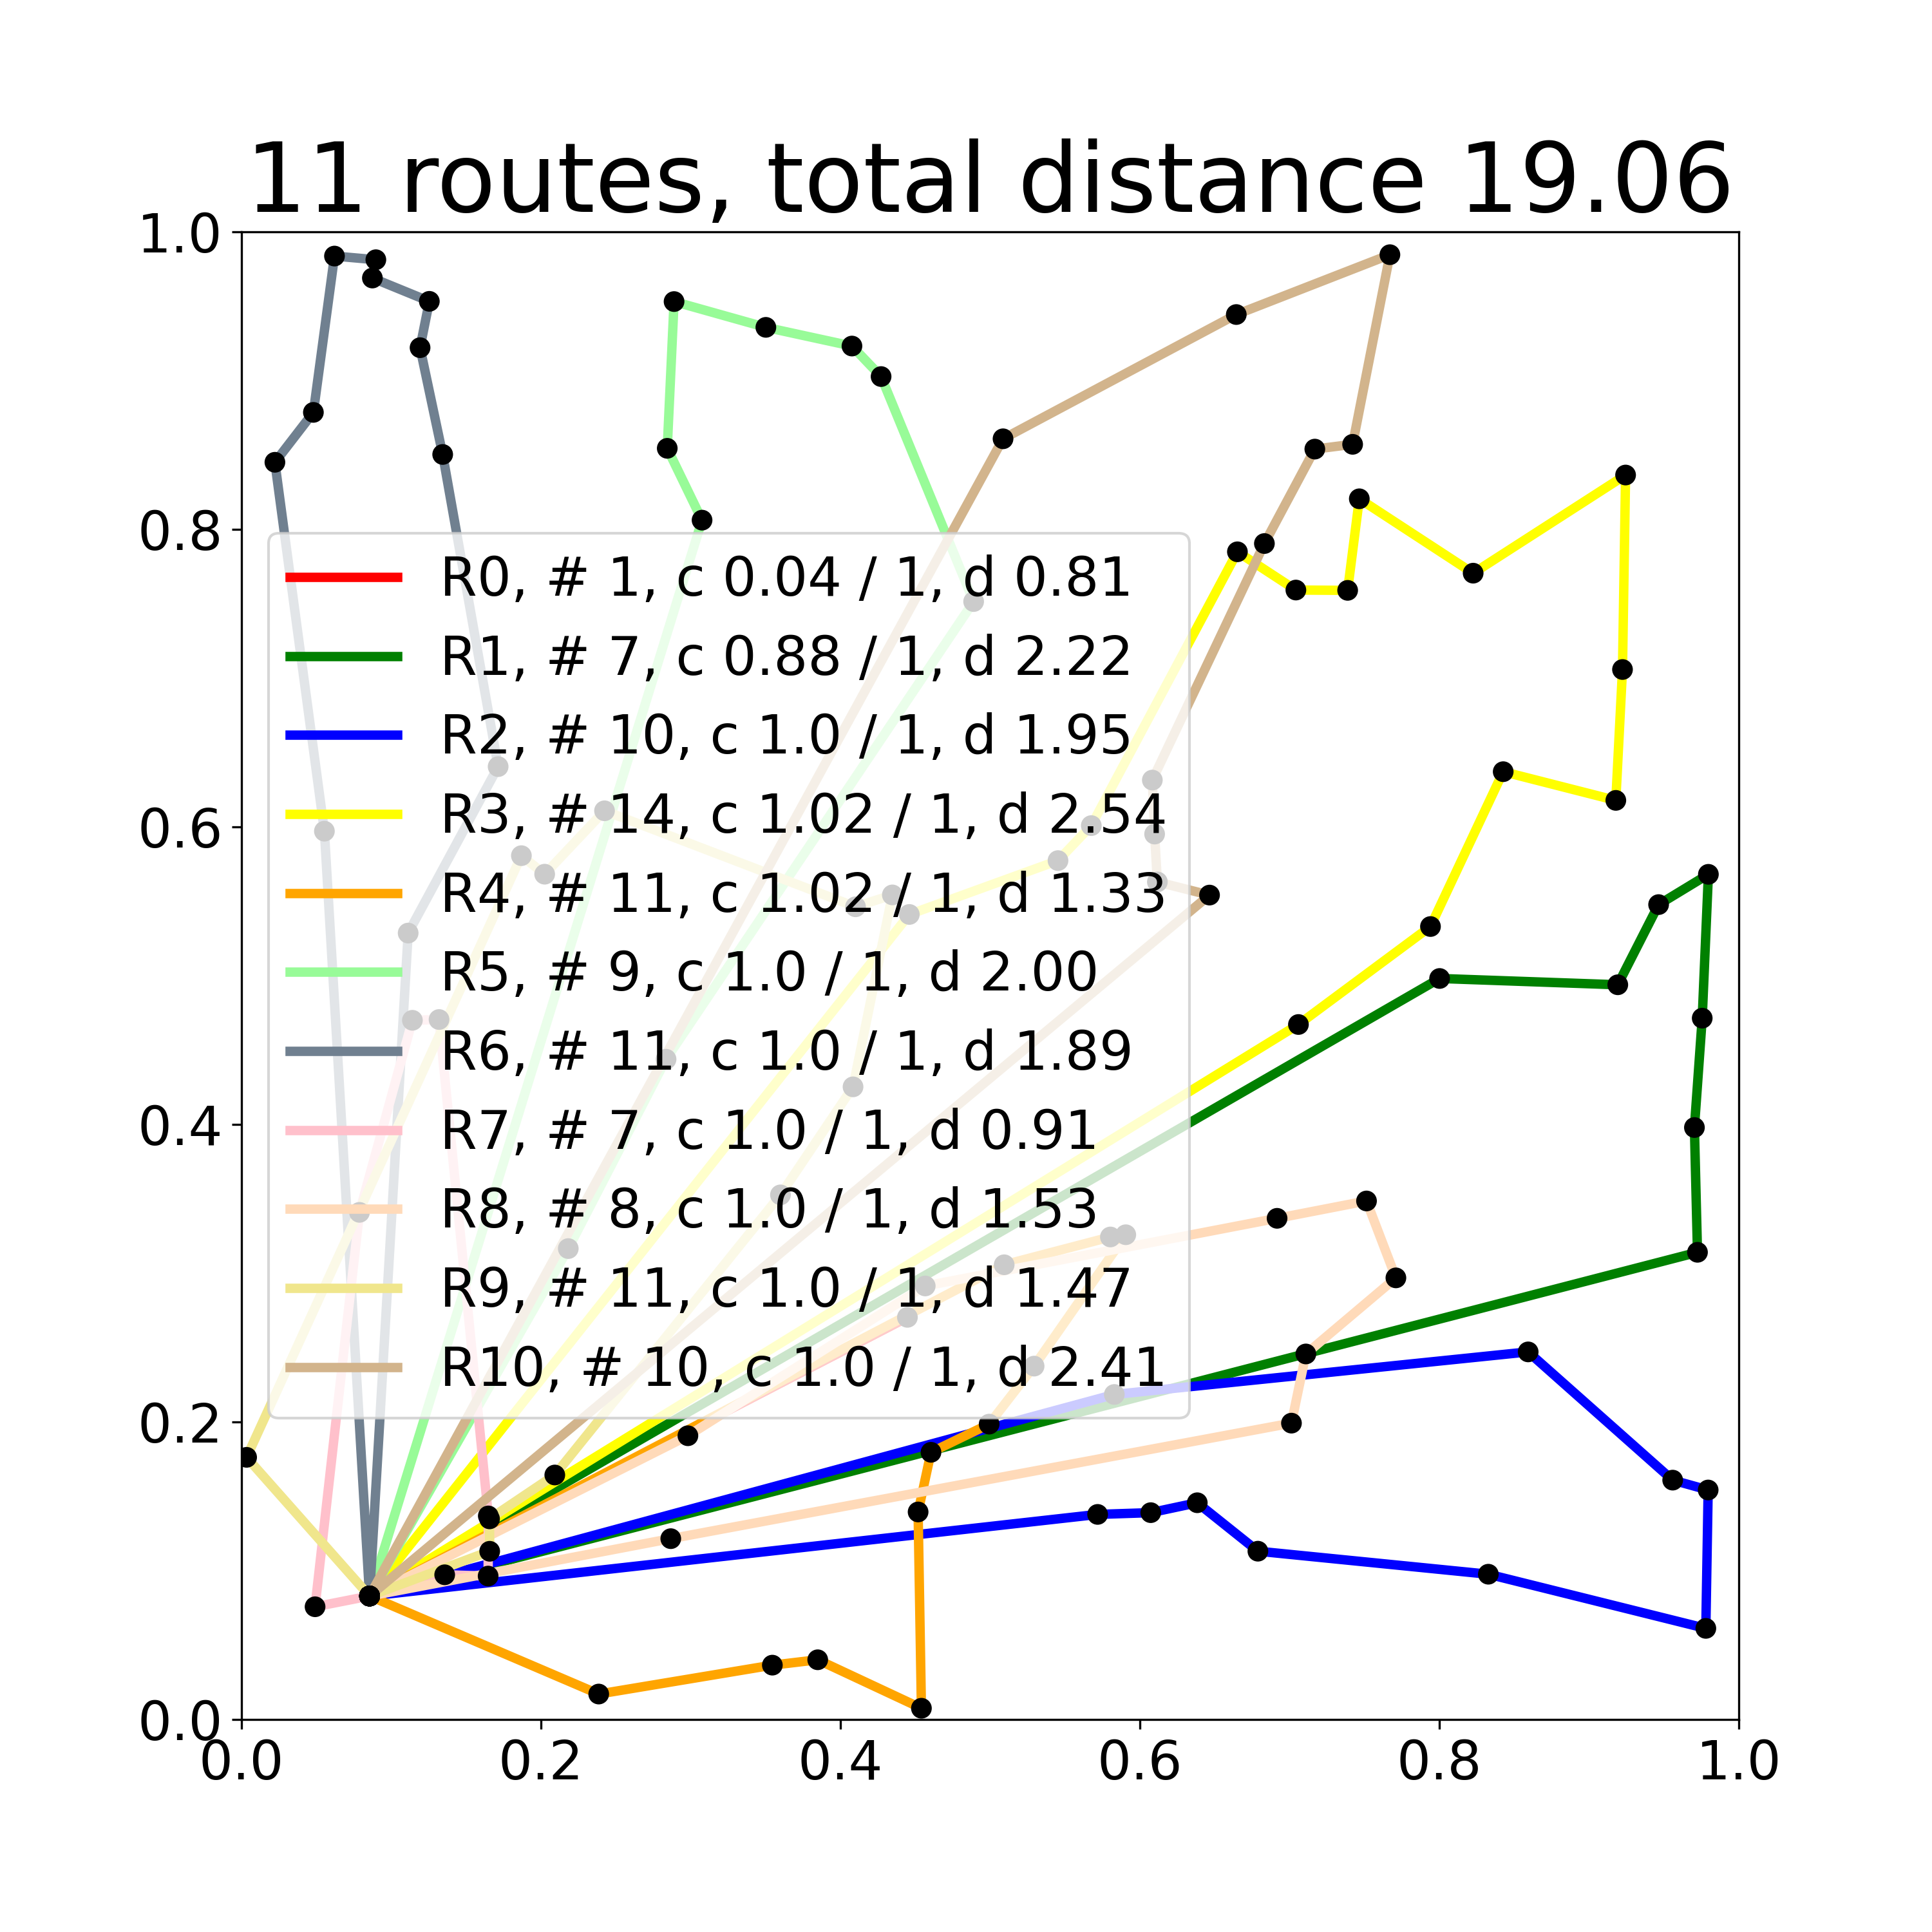 11 routes, total distance 19.06
1.0
0.8
0.6
0.4
0.2
0.0
R0, # 1, c 0.04 / 1, d 0.81
R1, # 7, c 0.88 / 1, d 2.22
R2, # 10, c 1.0 / 1, d 1.95
R3, # 14, c 1.02 / 1, d 2.54
R4, # 11, c 1.02 / 1, d 1.33
R5, # 9, c 1.0 / 1, d 2.00
R6, # 11, c 1.0 / 1, d 1.89
R7, # 7, c 1.0 / 1, d 0.91
R8, # 8, c 1.0 / 1, d 1.53
R9, # 11, c 1.0 / 1, d 1.47
R10, # 10, c 1.0 / 1, d 2.41
0.0 0.2 0.4 0.6 0.8 1.0